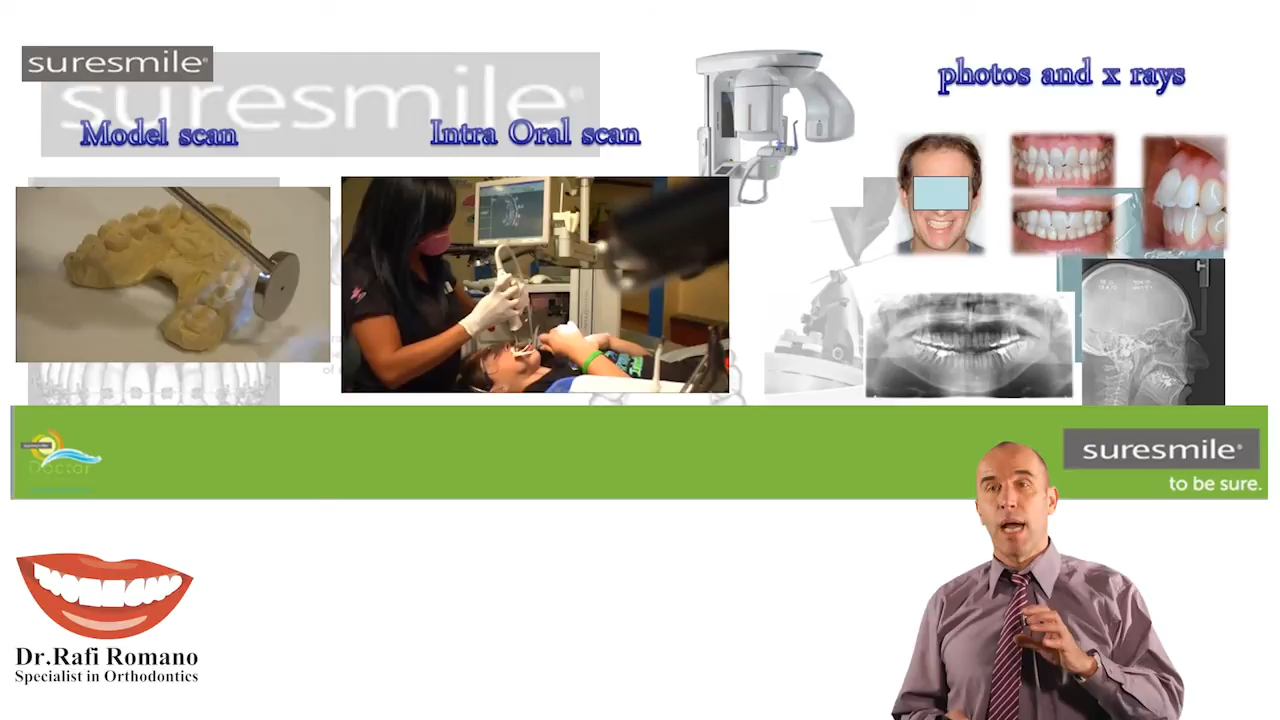 suresmile®
suresmile®
Model scan
Intra Oral scan
photos and x rays
Doctor
suresmile®
to be sure.
Dr.Rafi Romano
Specialist in Orthodontics